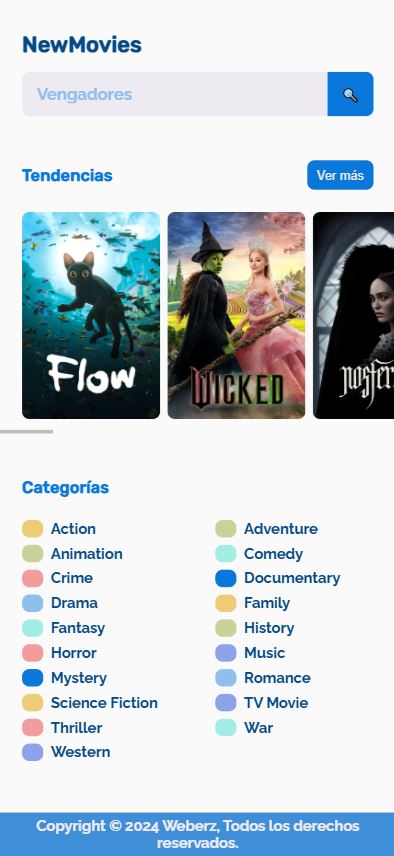 NewMovies
Vengadores
Tendencias
Ver más
Flow
WICKED
nosfer
Categorías
Action
Adventure
Animation
Comedy
Crime
Documentary
Drama
Family
Fantasy
History
Horror
Music
Mystery
Romance
Science Fiction
TV Movie
Thriller
War
Western
Copyright © 2024 Weberz, Todos los derechos
reservados.